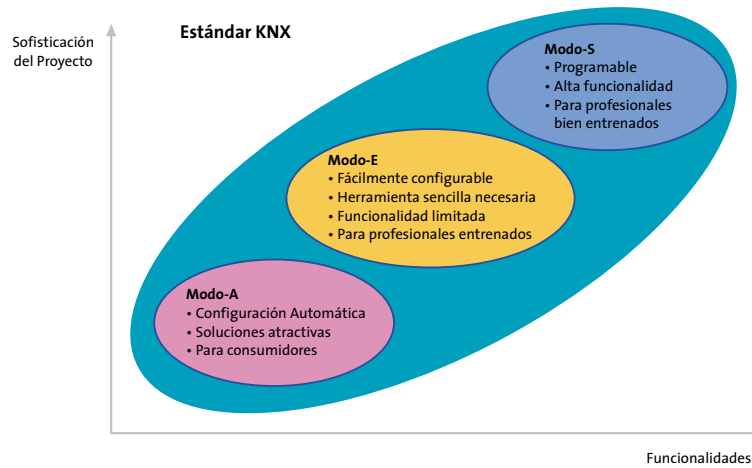 Sofisticación
del Proyecto
Estándar KNX
Modo-S
• Programable
• Alta funcionalidad
• Para profesionales
bien entrenados
Modo-E
• Fácilmente configurable
• Herramienta sencilla necesaria
• Funcionalidad limitada
• Para profesionales entrenados
Modo-A
• Configuración Automática
• Soluciones atractivas
• Para consumidores
Funcionalidades